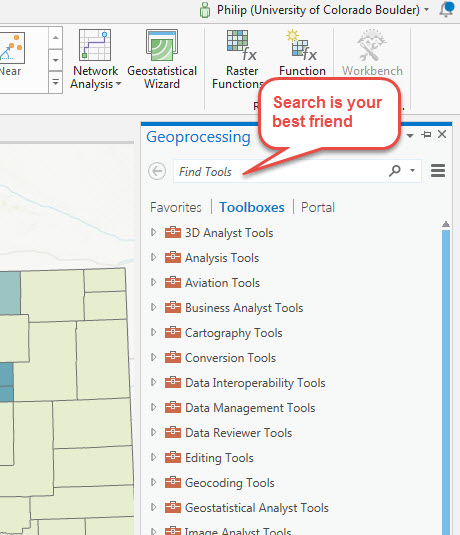 Philip (University of Colorado Boulder)
Near
Network Analysis
Geostatistical Wizard
Raster Functions
Function
Workbench
Search is your
best friend
Geoprocessing
Find Tools
Favorites
Toolboxes
Portal
3D Analyst Tools
Analysis Tools
Aviation Tools
Business Analyst Tools
Cartography Tools
Conversion Tools
Data Interoperability Tools
Data Management Tools
Data Reviewer Tools
Editing Tools
Geocoding Tools
Geostatistical Analyst Tools
Image Analyst Tools